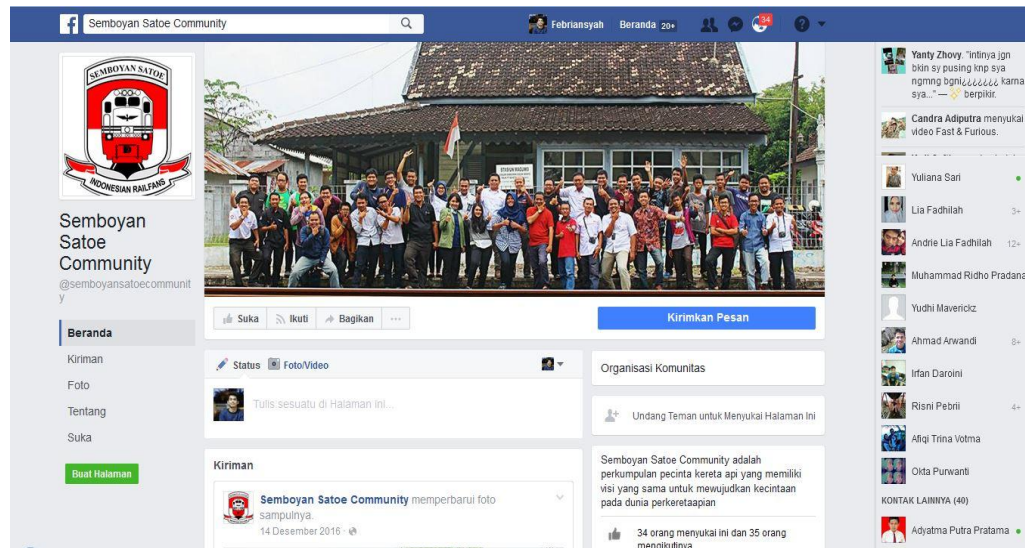 Semboyan Satoe Community
Febriansyah
Beranda 20+
34
SEMBOYAN SATOE
INDONESIAN RAILFANS
Semboyan
Satoe
Community
@semboyansatoecommunit
y
Beranda
Kiriman
Foto
Tentang
Suka
Buat Halaman
Suka
Ikuti
Bagikan
Kirimkan Pesan
Status
Foto/Video
Tulis sesuatu di Halaman ini...
Kiriman
Semboyan Satoe Community memperbarui foto
sampulnya.
14 Desember 2016
Organisasi Komunitas
Undang Teman untuk Menyukai Halaman Ini
Semboyan Satoe Community adalah
perkumpulan pecinta kereta api yang memiliki
visi yang sama untuk mewujudkan kecintaan
pada dunia perkeretaapian
34 orang menyukai ini dan 35 orang
mengikutinya
Yanty Zhovy. "intinya jgn
bkin sy pusing knp sya
ngmng bgni¿¿¿¿¿¿¿ karna
sya..." — berpikir.
Candra Adiputra menyukai
video Fast & Furious.
Yuliana Sari
Lia Fadhilah 3+
Andrie Lia Fadhilah 12+
Muhammad Ridho Pradana
Yudhi Maverickz
Ahmad Arwandi 8+
Irfan Daroini
Risni Pebrii 4+
Afiqi Trina Votma
Okta Purwanti
KONTAK LAINNYA (40)
Adyatma Putra Pratama